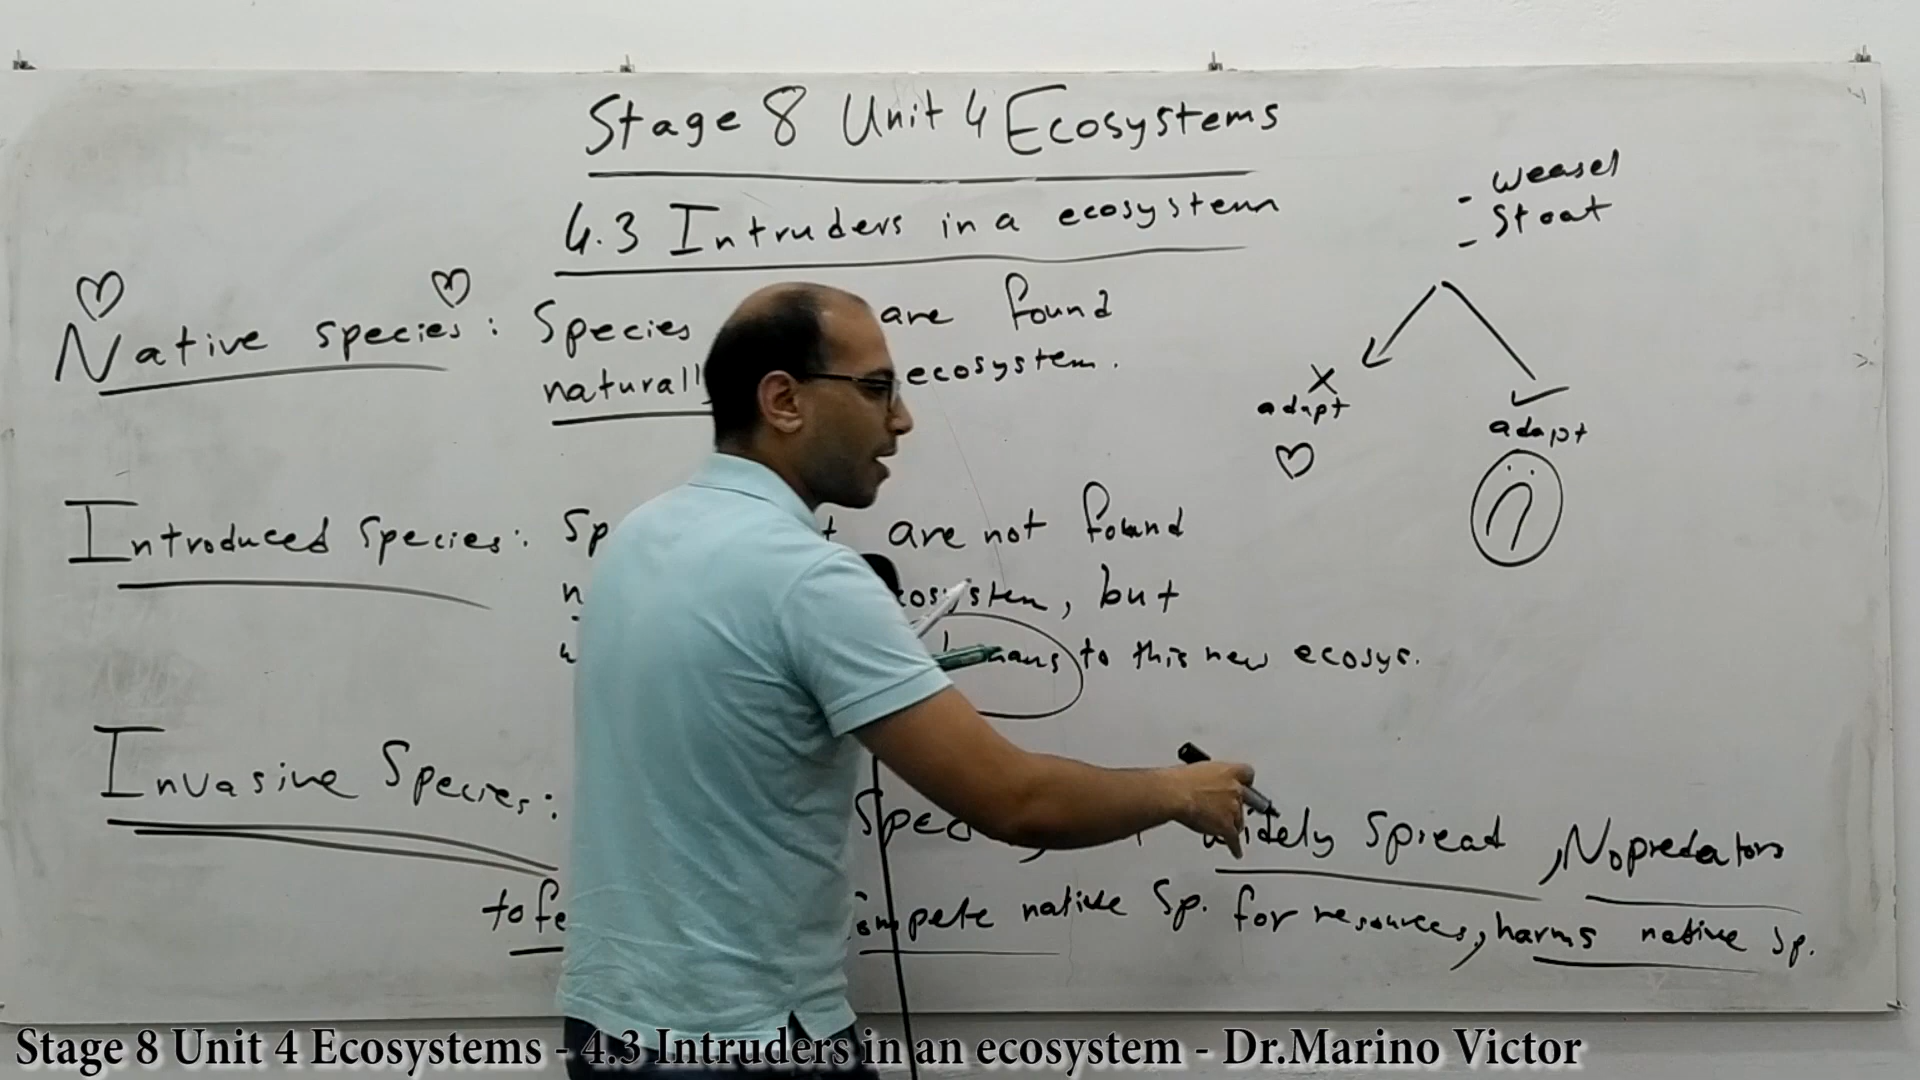 Stage 8 Unit 4 Ecosystems
4.3 Intruders in a ecosystem
- weasel
- Stoat
Native species: Species are found
naturall ecosystem.
adapt
adapt
Introduced Species: Sp are not found
cosystem, but
to this new ecosys.
Invasive Species: Spec widely Spread, No predators
to fe compete native Sp. for resources, harms native Sp.
Stage 8 Unit 4 Ecosystems - 4.3 Intruders in an ecosystem - Dr.Marino Victor